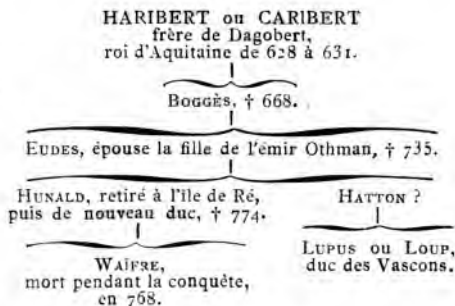 HARIBERT ou CARIBERT
frère de Dagobert,
roi d'Aquitaine de 628 à 631.
BOGGÈS, † 668.
EUDES, épouse la fille de l'émir Othman, † 735.
HUNALD, retiré à l'île de Ré,
puis de nouveau duc, † 774.
HATTON ?
WAÏFRE,
mort pendant la conquête,
en 768.
LUPUS ou LOUP,
duc des Vascons.